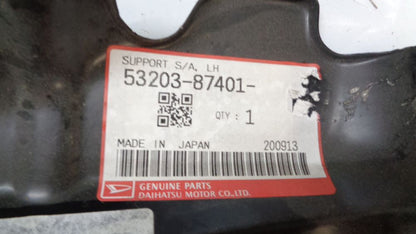 SUPPORT S/A, LH
53203-87401-
QTY : 1
MADE IN JAPAN 200913
GENUINE PARTS
DAIHATSU MOTOR CO.,LTD.